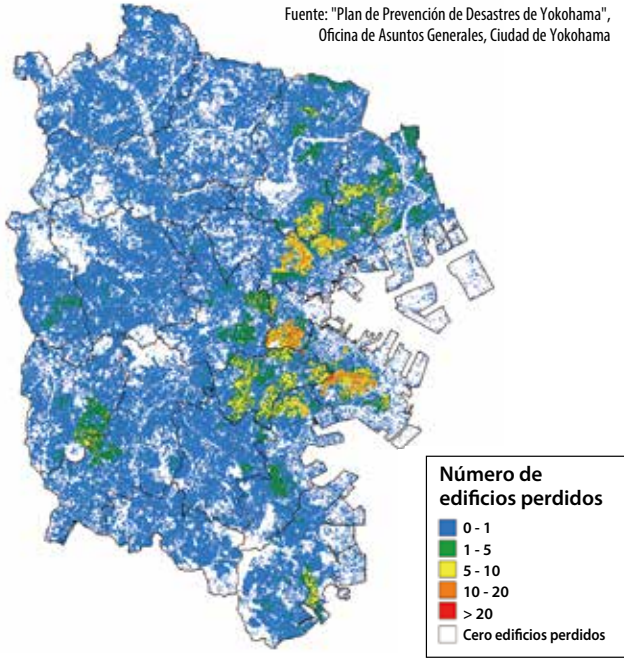 Fuente: "Plan de Prevención de Desastres de Yokohama",
Oficina de Asuntos Generales, Ciudad de Yokohama
Número de
edificios perdidos
0 - 1
1 - 5
5 - 10
10 - 20
> 20
Cero edificios perdidos